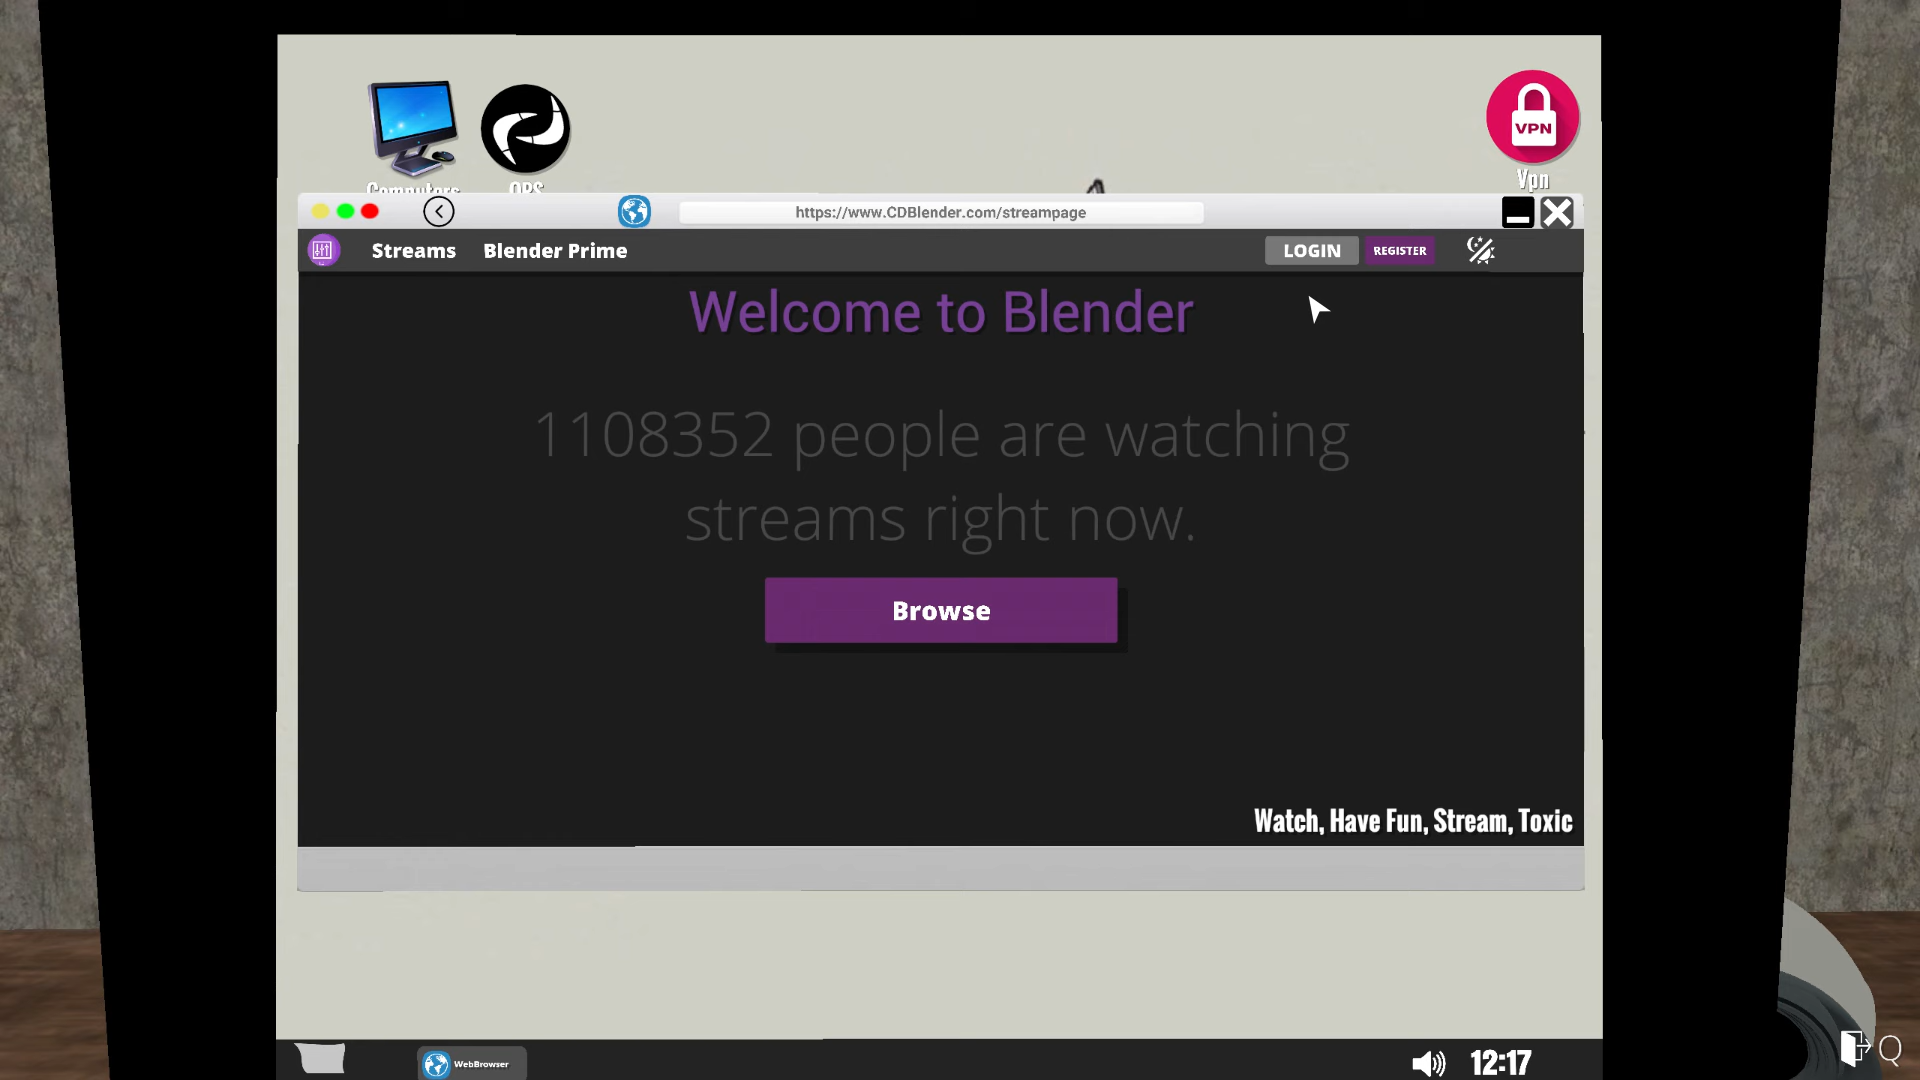 VPN
Vpn
https://www.CDBlender.com/streampage
Streams
Blender Prime
LOGIN
REGISTER
Welcome to Blender
1108352 people are watching
streams right now.
Browse
Watch, Have Fun, Stream, Toxic
WebBrowser
12:17
Q